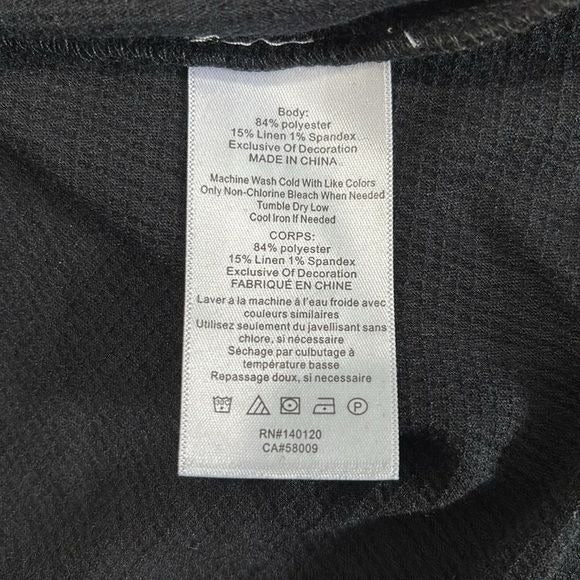 Body:
84% polyester
15% Linen 1% Spandex
Exclusive Of Decoration
MADE IN CHINA
Machine Wash Cold With Like Colors
Only Non-Chlorine Bleach When Needed
Tumble Dry Low
Cool Iron If Needed
CORPS:
84% polyester
15% Linen 1% Spandex
Exclusive Of Decoration
FABRIQUÉ EN CHINE
Laver à la machine à l'eau froide avec
couleurs similaires
Utilisez seulement du javellisant sans
chlore, si nécessaire
Séchage par culbutage à
température basse
Repassage doux, si nécessaire
P
RN#140120
CA#58009